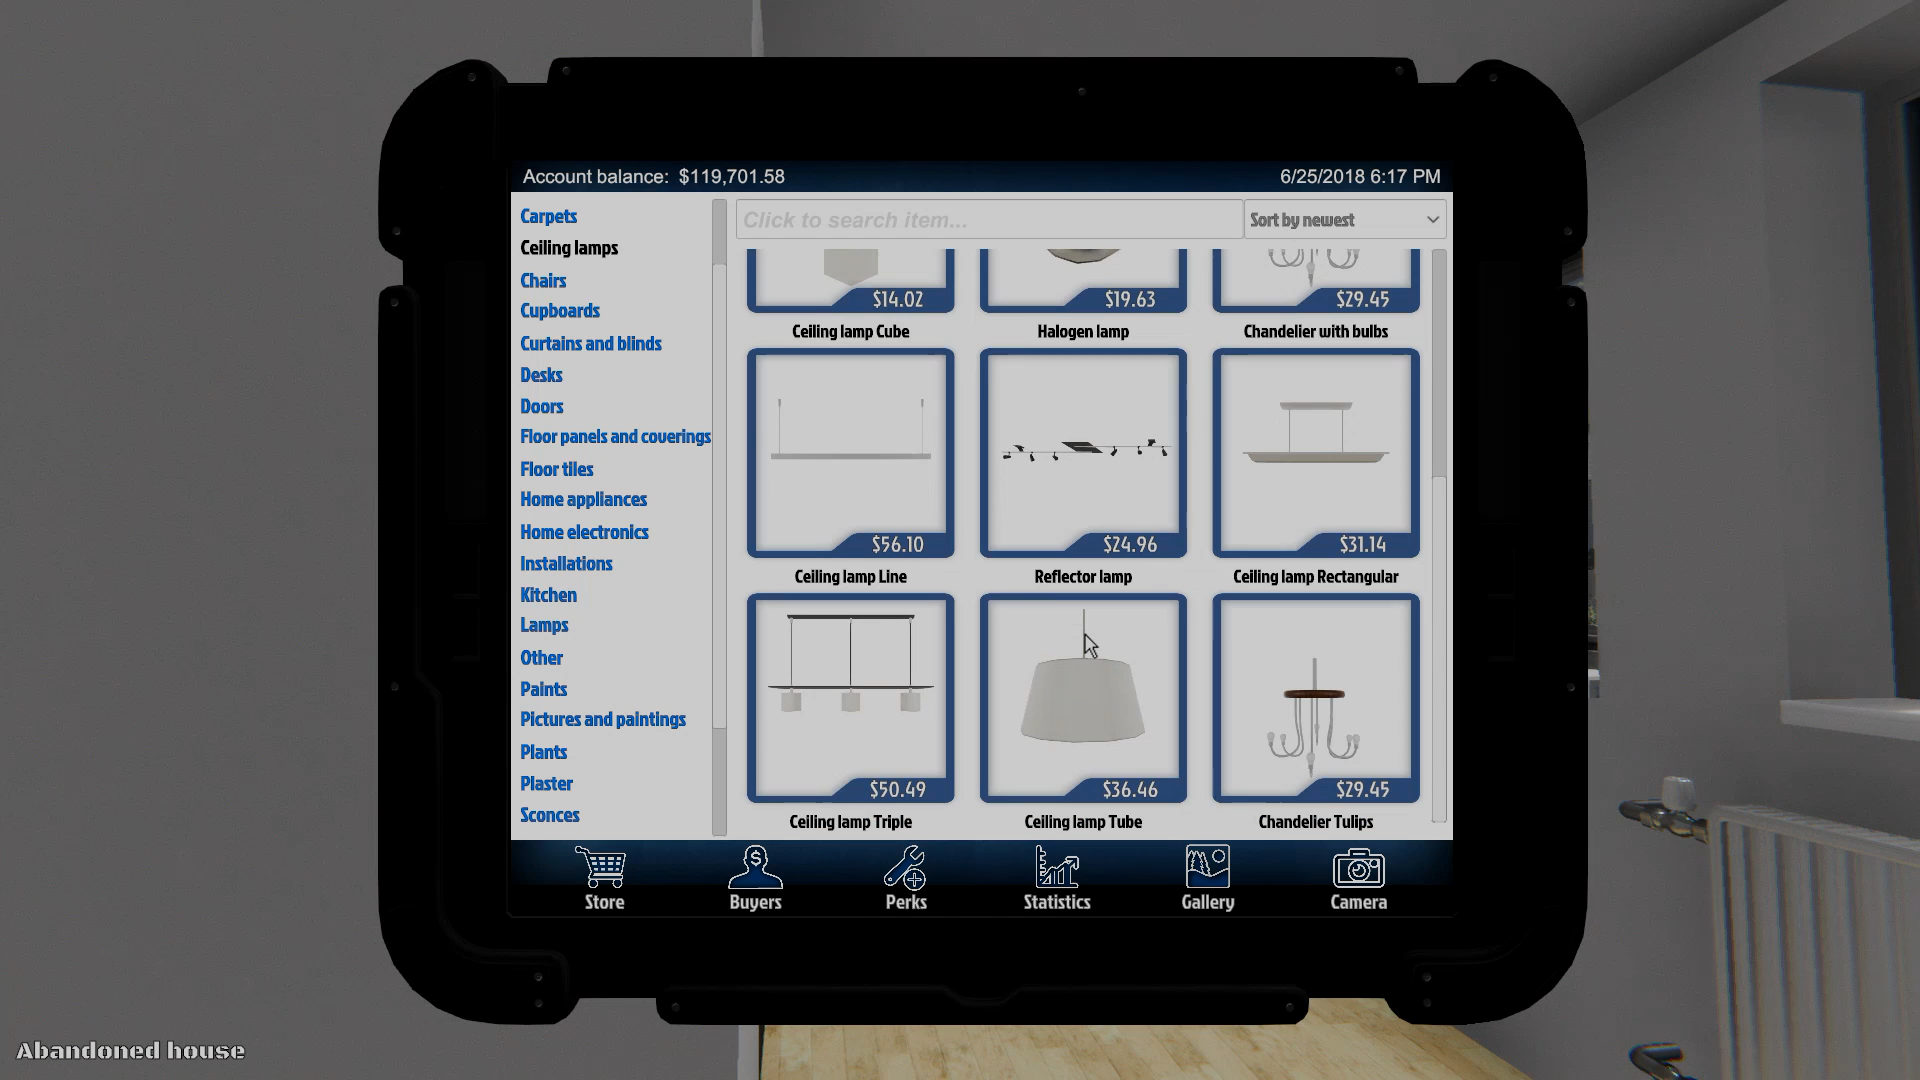 Account balance: $119,701.58
6/25/2018 6:17 PM
Carpets
Ceiling lamps
Chairs
Cupboards
Curtains and blinds
Desks
Doors
Floor panels and coverings
Floor tiles
Home appliances
Home electronics
Installations
Kitchen
Lamps
Other
Paints
Pictures and paintings
Plants
Plaster
Sconces
Click to search item...
Sort by newest
$14.02
$19.63
$29.45
Ceiling lamp Cube
Halogen lamp
Chandelier with bulbs
$56.10
$24.96
$31.14
Ceiling lamp Line
Reflector lamp
Ceiling lamp Rectangular
$50.49
$36.46
$29.45
Ceiling lamp Triple
Ceiling lamp Tube
Chandelier Tulips
Store
Buyers
Perks
Statistics
Gallery
Camera
Abandoned house